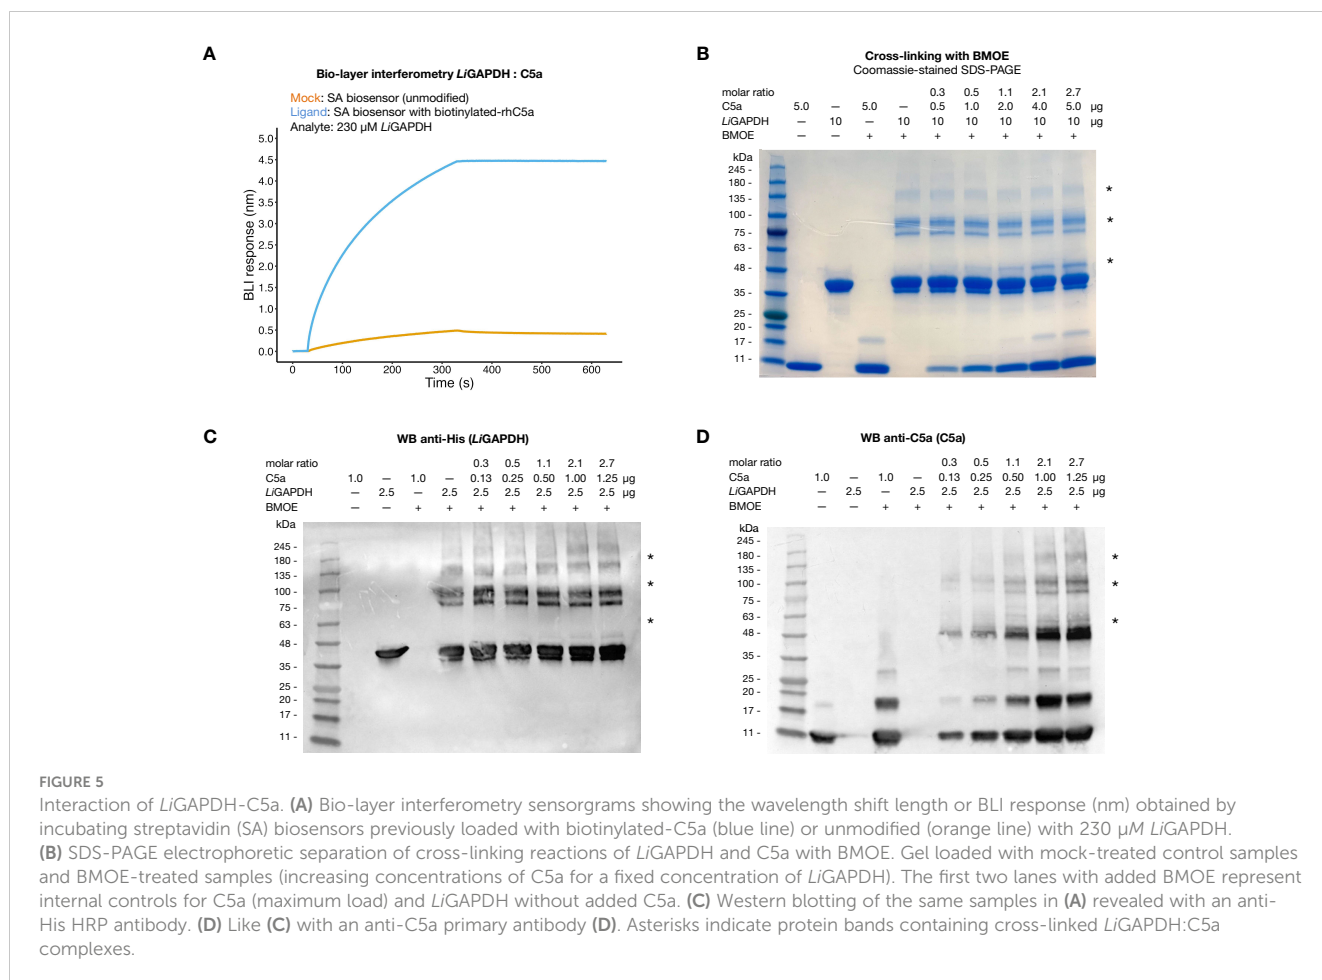 A
Bio-layer interferometry LiGAPDH : C5a
Mock: SA biosensor (unmodified)
Ligand: SA biosensor with biotinylated-rhC5a
Analyte: 230 µM LiGAPDH
5.0
4.5
4.0
3.5
3.0
2.5
2.0
1.5
1.0
0.5
0.0
BLI response (nm)
0 100 200 300 400 500 600
Time (s)
B
Cross-linking with BMOE
Coomassie-stained SDS-PAGE
molar ratio 0.3 0.5 1.1 2.1 2.7
C5a 5.0 – 5.0 – 0.5 1.0 2.0 4.0 5.0 µg
LiGAPDH – 10 – 10 10 10 10 10 10 µg
BMOE – – + + + + + + +
kDa
245 -
180 -
135 -
100 -
75 -
63 -
48 -
35 -
25 -
20 -
17 -
11 -
*
*
*
C
WB anti-His (LiGAPDH)
molar ratio 0.3 0.5 1.1 2.1 2.7
C5a 1.0 – 1.0 – 0.13 0.25 0.50 1.00 1.25 µg
LiGAPDH – 2.5 – 2.5 2.5 2.5 2.5 2.5 2.5 µg
BMOE – – + + + + + + +
kDa
245 -
180 -
135 -
100 -
75 -
63 -
48 -
35 -
25 -
20 -
17 -
11 -
*
*
*
D
WB anti-C5a (C5a)
molar ratio 0.3 0.5 1.1 2.1 2.7
C5a 1.0 – 1.0 – 0.13 0.25 0.50 1.00 1.25 µg
LiGAPDH – 2.5 – 2.5 2.5 2.5 2.5 2.5 2.5 µg
BMOE – – + + + + + + +
kDa
245 -
180 -
135 -
100 -
75 -
63 -
48 -
35 -
25 -
20 -
17 -
11 -
*
*
*
FIGURE 5
Interaction of LiGAPDH-C5a. (A) Bio-layer interferometry sensorgrams showing the wavelength shift length or BLI response (nm) obtained by
incubating streptavidin (SA) biosensors previously loaded with biotinylated-C5a (blue line) or unmodified (orange line) with 230 µM LiGAPDH.
(B) SDS-PAGE electrophoretic separation of cross-linking reactions of LiGAPDH and C5a with BMOE. Gel loaded with mock-treated control samples
and BMOE-treated samples (increasing concentrations of C5a for a fixed concentration of LiGAPDH). The first two lanes with added BMOE represent
internal controls for C5a (maximum load) and LiGAPDH without added C5a. (C) Western blotting of the same samples in (A) revealed with an anti-
His HRP antibody. (D) Like (C) with an anti-C5a primary antibody (D). Asterisks indicate protein bands containing cross-linked LiGAPDH:C5a
complexes.